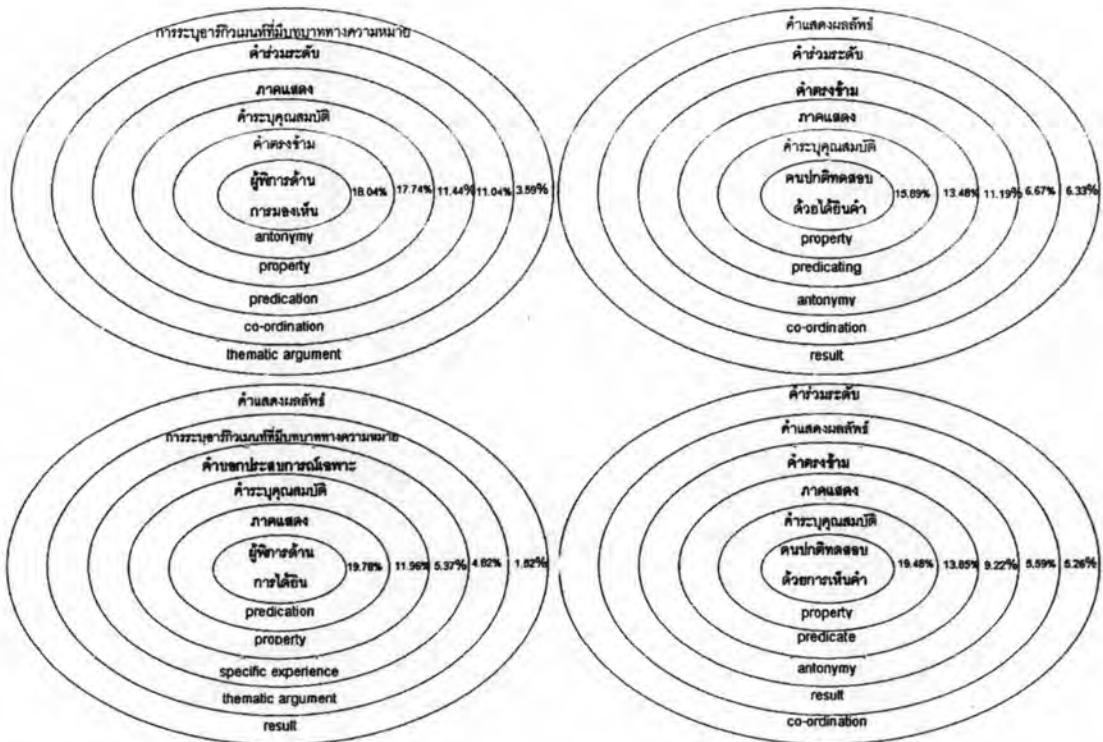 การระบุอาร์กิวเมนท์ที่มีบทบาททางความหมาย
คำร่วมระดับ
ภาคแสดง
คำระบุคุณสมบัติ
คำตรงข้าม
ผู้พิการด้าน
การมองเห็น
18.04% 17.74% 11.44% 11.04% 3.59%
antonymy
property
predication
co-ordination
thematic argument
คำแสดงผลลัพธ์
คำร่วมระดับ
คำตรงข้าม
ภาคแสดง
คำระบุคุณสมบัติ
คนปกติทดสอบ
ด้วยได้ยินคำ
15.89% 13.48% 11.19% 6.67% 6.33%
property
predicating
antonymy
co-ordination
result
คำแสดงผลลัพธ์
การระบุอาร์กิวเมนท์ที่มีบทบาททางความหมาย
คำบอกประสบการณ์เฉพาะ
คำระบุคุณสมบัติ
ภาคแสดง
ผู้พิการด้าน
การได้ยิน
19.78% 11.96% 5.37% 4.82% 1.52%
predication
property
specific experience
thematic argument
result
คำร่วมระดับ
คำแสดงผลลัพธ์
คำตรงข้าม
ภาคแสดง
คำระบุคุณสมบัติ
คนปกติทดสอบ
ด้วยการเห็นคำ
19.48% 13.85% 9.22% 5.59% 5.26%
property
predicate
antonymy
result
co-ordination